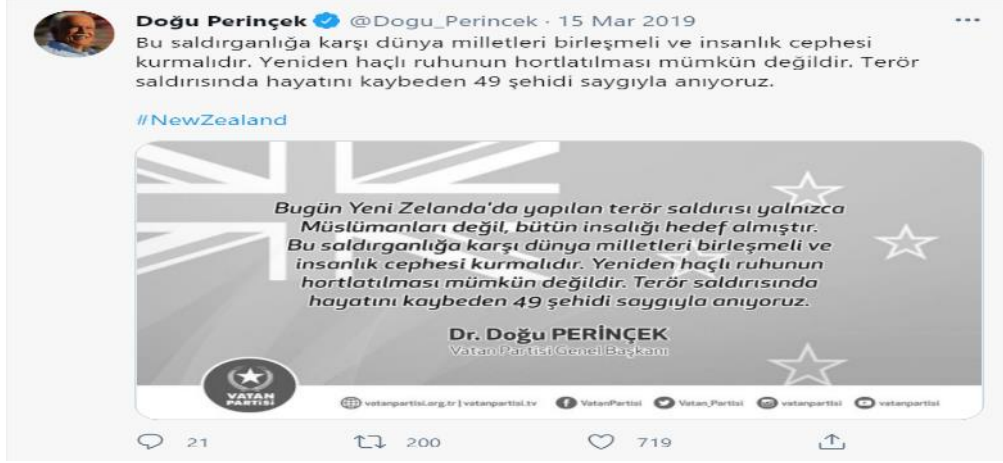 Doğu Perinçek @Dogu_Perincek · 15 Mar 2019
Bu saldırganlığa karşı dünya milletleri birleşmeli ve insanlık cephesi
kurmalıdır. Yeniden haçlı ruhunun hortlatılması mümkün değildir. Terör
saldırısında hayatını kaybeden 49 şehidi saygıyla anıyoruz.
#NewZealand
Bugün Yeni Zelanda'da yapılan terör saldırısı yalnızca
Müslümanları değil, bütün insalığı hedef almıştır.
Bu saldırganlığa karşı dünya milletleri birleşmeli ve
insanlık cephesi kurmalıdır. Yeniden haçlı ruhunun
hortlatılması mümkün değildir. Terör saldırısında
hayatını kaybeden 49 şehidi saygıyla anıyoruz.
Dr. Doğu PERİNÇEK
Vatan Partisi Genel Başkanı
VATAN
PARTİSİ
vatanpartisi.org.tr | vatanpartisi.tv VatanPartisi Vatan_Partisi vatanpartisi vatanpartisi
21 200 719